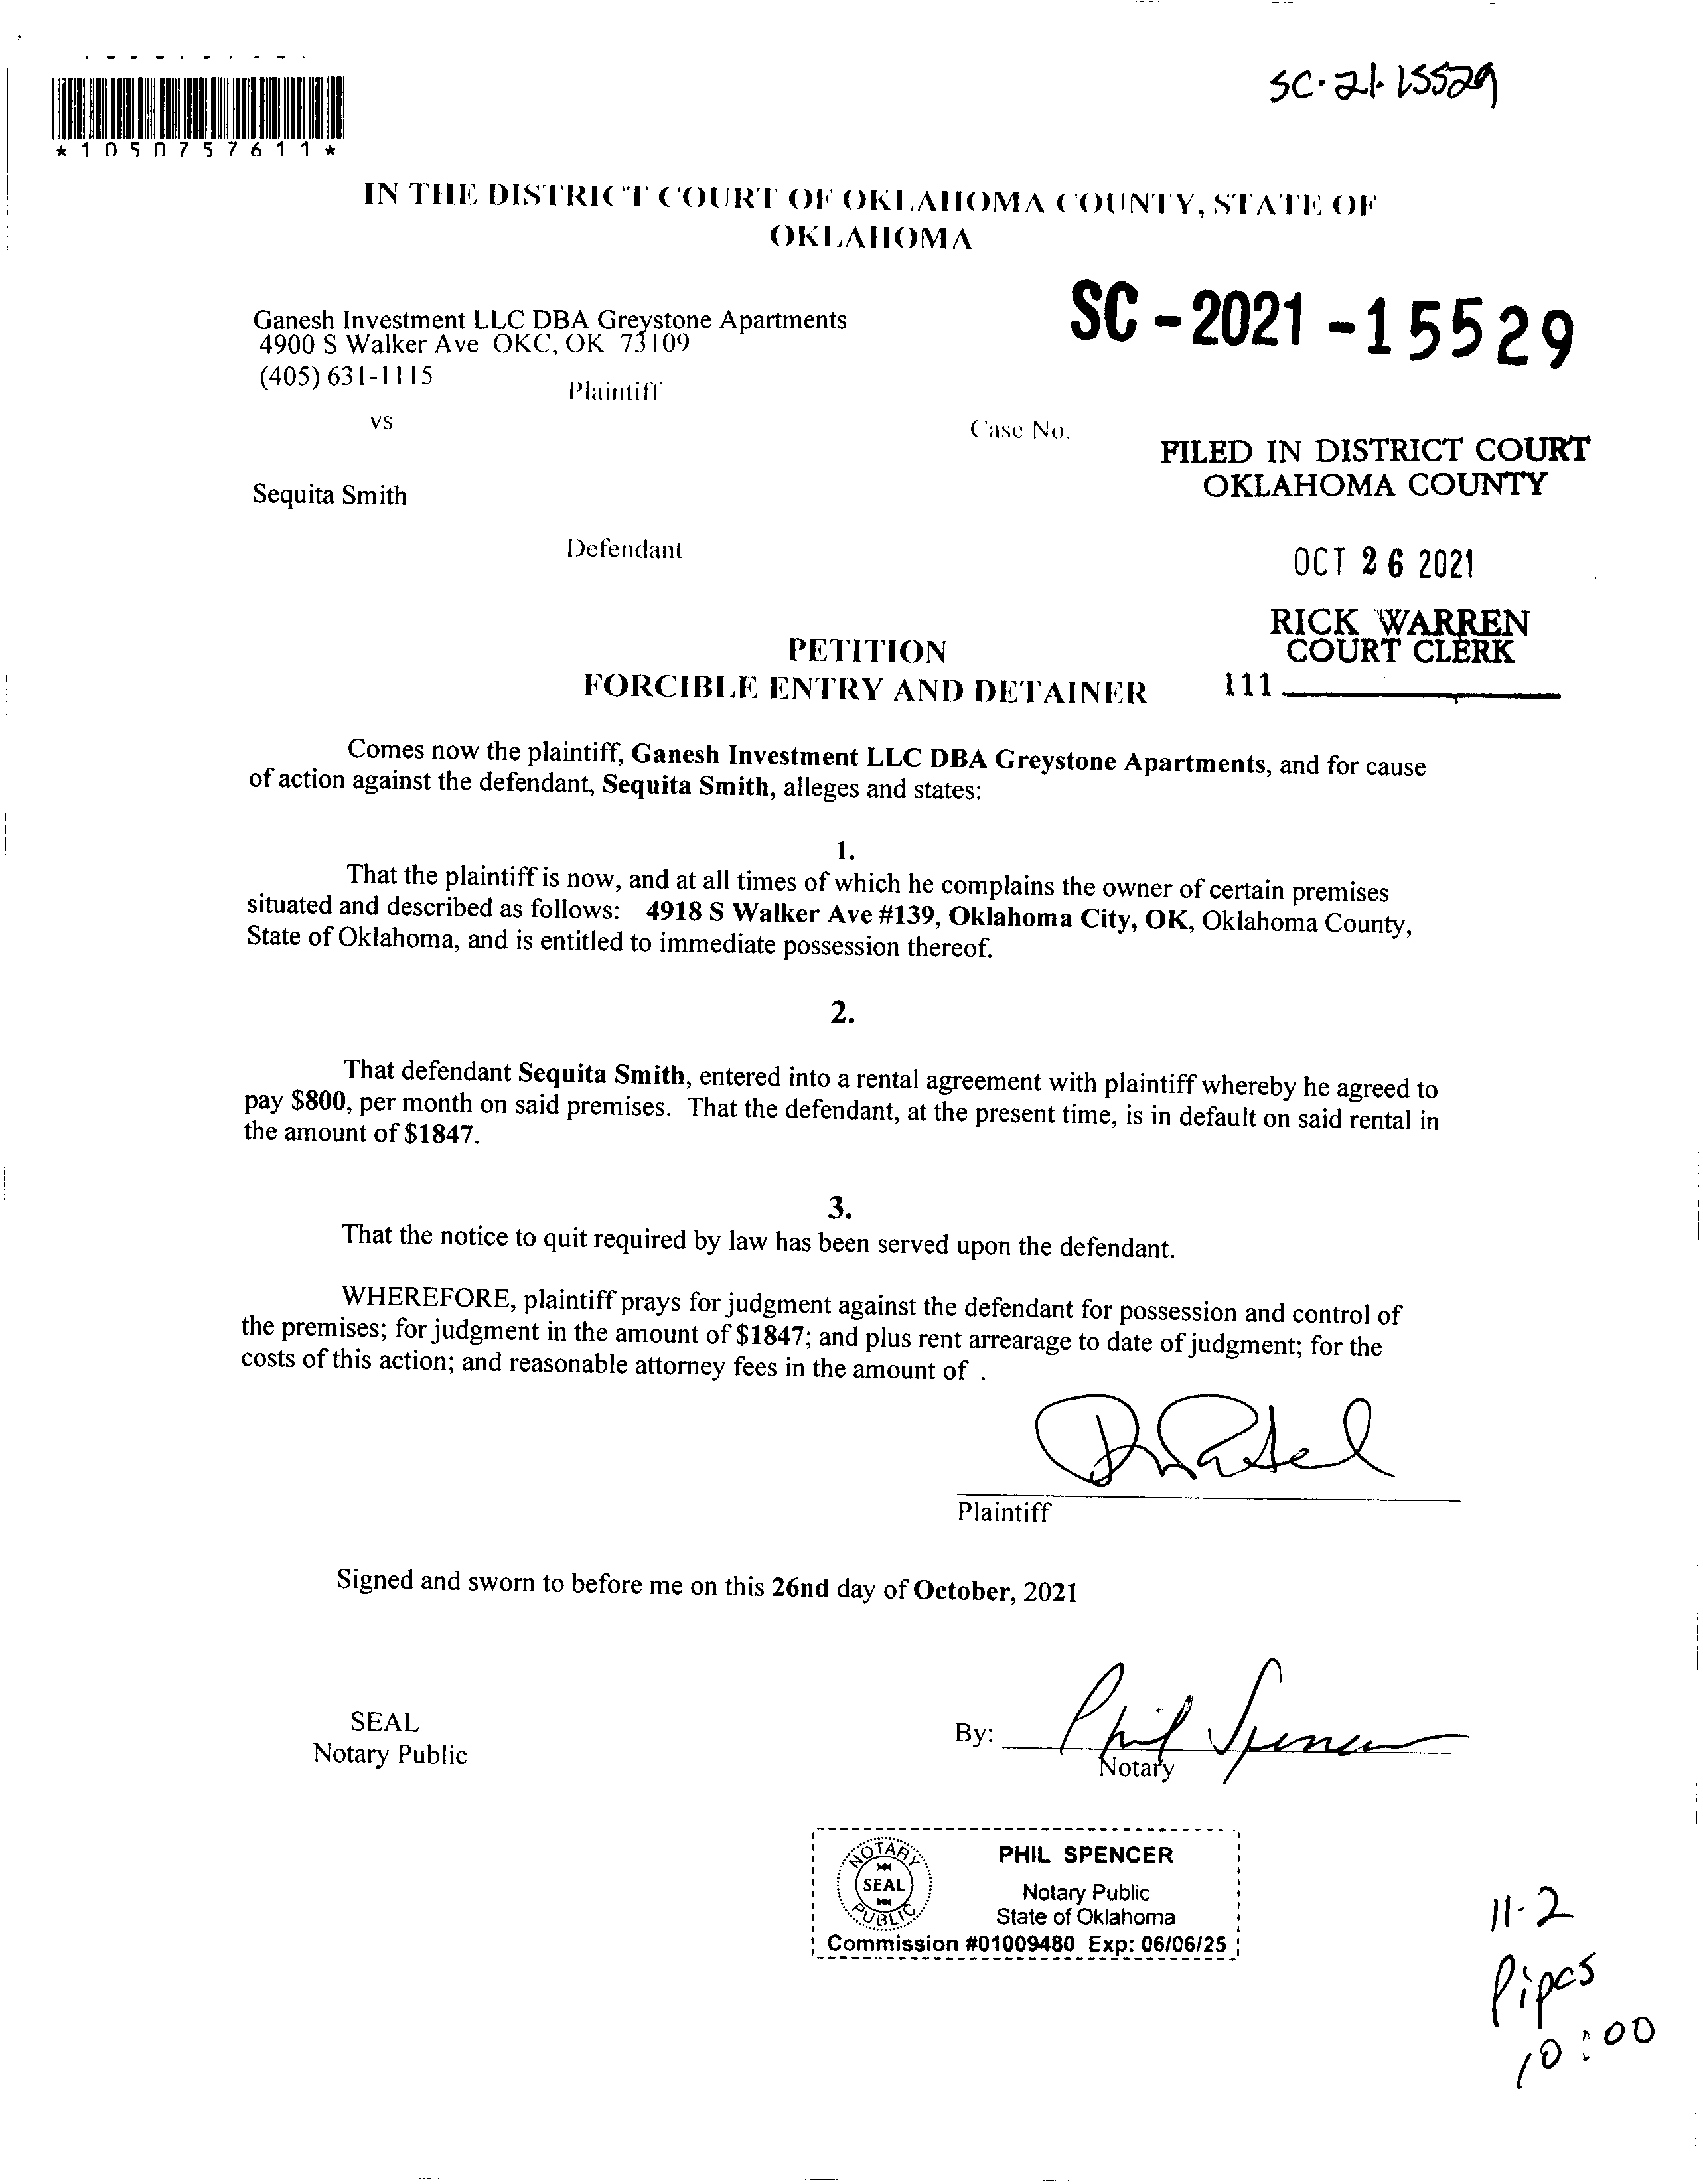 SC-21-15529
*1050757611*
IN THE DISTRICT COURT OF OKLAHOMA COUNTY, STATE OF
OKLAHOMA
Ganesh Investment LLC DBA Greystone Apartments
4900 S Walker Ave OKC, OK 73109
(405) 631-1115
Plaintiff
SC-2021-15529
vs
Case No.
FILED IN DISTRICT COURT
OKLAHOMA COUNTY
Sequita Smith
Defendant
OCT 26 2021
RICK WARREN
COURT CLERK
111
PETITION
FORCIBLE ENTRY AND DETAINER
Comes now the plaintiff, Ganesh Investment LLC DBA Greystone Apartments, and for cause
of action against the defendant, Sequita Smith, alleges and states:
1.
That the plaintiff is now, and at all times of which he complains the owner of certain premises
situated and described as follows: 4918 S Walker Ave #139, Oklahoma City, OK, Oklahoma County,
State of Oklahoma, and is entitled to immediate possession thereof.
2.
That defendant Sequita Smith, entered into a rental agreement with plaintiff whereby he agreed to
pay $800, per month on said premises. That the defendant, at the present time, is in default on said rental in
the amount of $1847.
3.
That the notice to quit required by law has been served upon the defendant.
WHEREFORE, plaintiff prays for judgment against the defendant for possession and control of
the premises; for judgment in the amount of $1847; and plus rent arrearage to date of judgment; for the
costs of this action; and reasonable attorney fees in the amount of .
Plaintiff
Signed and sworn to before me on this 26nd day of October, 2021
SEAL
Notary Public
By: Phil Spencer
Notary
NOTARY
SEAL
PUBLIC
PHIL SPENCER
Notary Public
State of Oklahoma
Commission #01009480 Exp: 06/06/25
11-2
Pipes
10:00